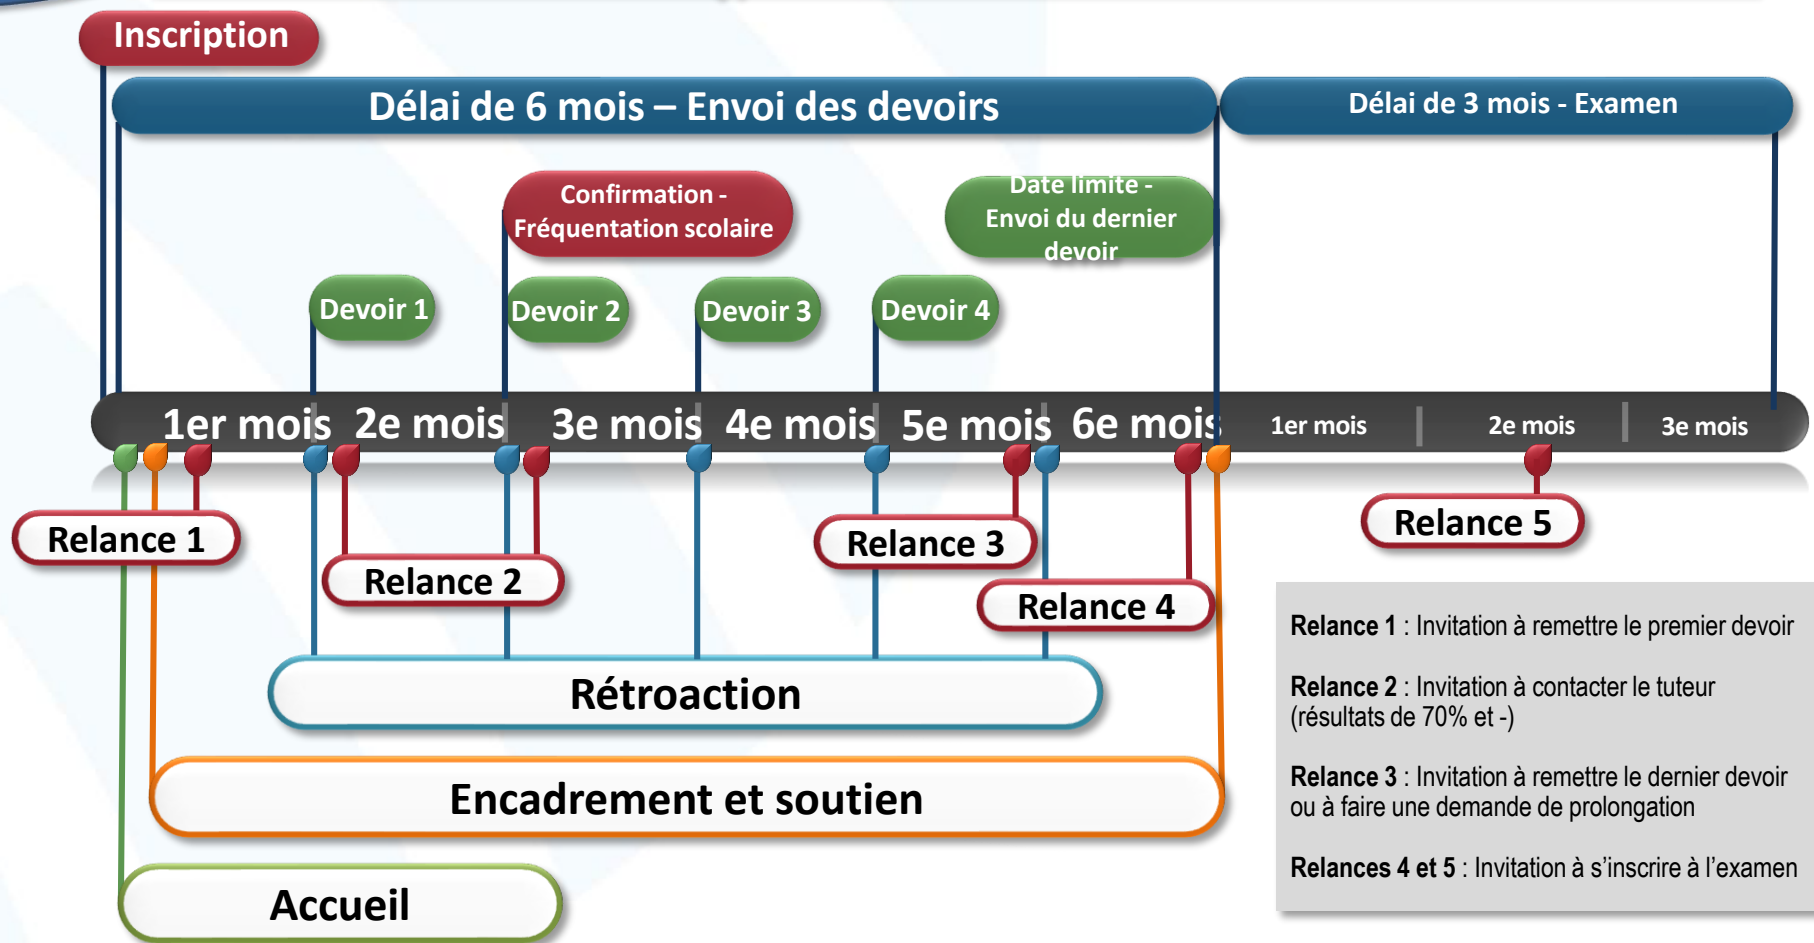 Inscription
Délai de 6 mois – Envoi des devoirs
Délai de 3 mois - Examen
Confirmation -
Fréquentation scolaire
Date limite -
Envoi du dernier
devoir
Devoir 1
Devoir 2
Devoir 3
Devoir 4
1er mois
2e mois
3e mois
4e mois
5e mois
6e mois
1er mois
2e mois
3e mois
Relance 1
Relance 2
Relance 3
Relance 4
Relance 5
Rétroaction
Encadrement et soutien
Accueil
Relance 1 : Invitation à remettre le premier devoir
Relance 2 : Invitation à contacter le tuteur
(résultats de 70% et -)
Relance 3 : Invitation à remettre le dernier devoir
ou à faire une demande de prolongation
Relances 4 et 5 : Invitation à s’inscrire à l’examen